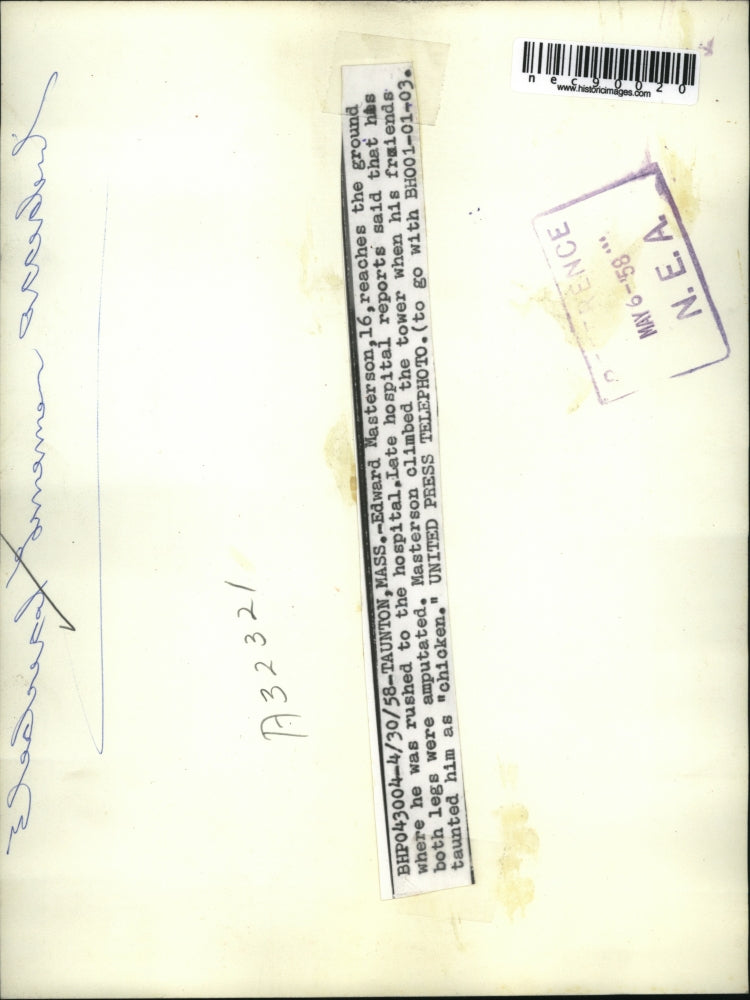 nec90020
www.historicimages.com
RENCE
MAY 6-'58
N.E.A.
BHP043004-4/30/58-TAUNTON,MASS.-Edward Masterson,16,reaches the ground
where he was rushed to the hospital.Late hospital reports said that his
both legs were amputated. Masterson climbed the tower when his friends
taunted him as "chicken." UNITED PRESS TELEPHOTO.(to go with BH001-01-03.
A32321